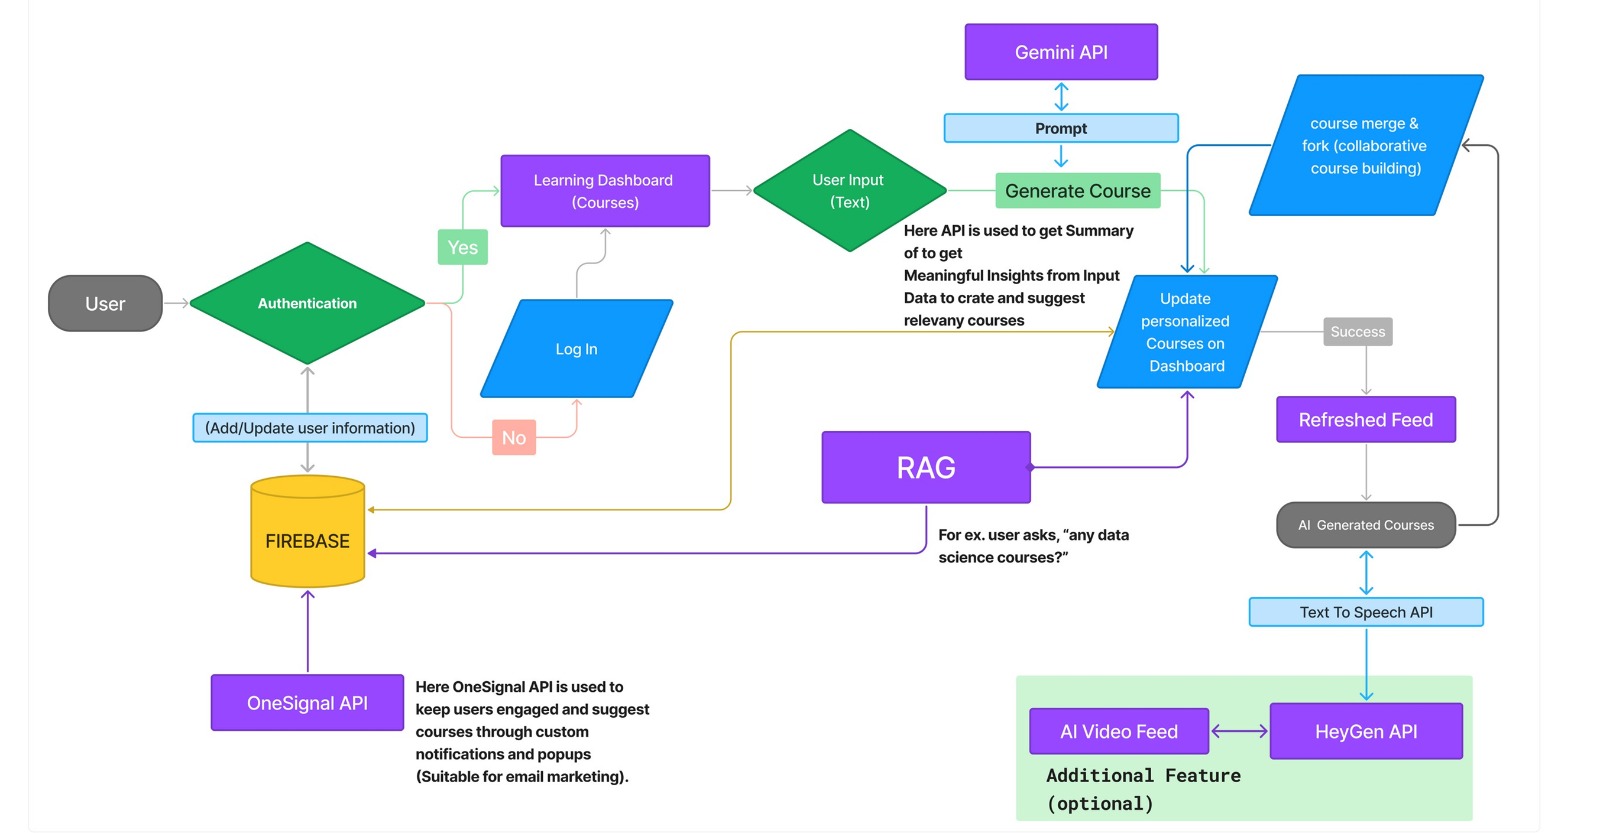 Gemini API
Prompt
course merge &
fork (collaborative
course building)
Learning Dashboard
(Courses)
User Input
(Text)
Generate Course
Yes
Here API is used to get Summary
of to get
Meaningful Insights from Input
Data to crate and suggest
relevany courses
User
Authentication
Log In
Update
personalized
Courses on
Dashboard
Success
(Add/Update user information)
No
Refreshed Feed
RAG
FIREBASE
For ex. user asks, “any data
science courses?”
AI Generated Courses
Text To Speech API
OneSignal API
Here OneSignal API is used to
keep users engaged and suggest
courses through custom
notifications and popups
(Suitable for email marketing).
AI Video Feed
HeyGen API
Additional Feature
(optional)